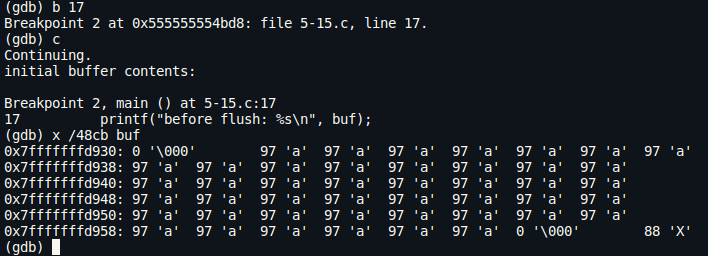 (gdb) b 17
Breakpoint 2 at 0x555555554bd8: file 5-15.c, line 17.
(gdb) c
Continuing.
initial buffer contents:

Breakpoint 2, main () at 5-15.c:17
17          printf("before flush: %s\n", buf);
(gdb) x /48cb buf
0x7fffffffd930: 0 '\000'        97 'a'  97 'a'  97 'a'  97 'a'  97 'a'  97 'a'  97 'a'
0x7fffffffd938: 97 'a'  97 'a'  97 'a'  97 'a'  97 'a'  97 'a'  97 'a'  97 'a'
0x7fffffffd940: 97 'a'  97 'a'  97 'a'  97 'a'  97 'a'  97 'a'  97 'a'  97 'a'
0x7fffffffd948: 97 'a'  97 'a'  97 'a'  97 'a'  97 'a'  97 'a'  97 'a'  97 'a'
0x7fffffffd950: 97 'a'  97 'a'  97 'a'  97 'a'  97 'a'  97 'a'  97 'a'  97 'a'
0x7fffffffd958: 97 'a'  97 'a'  97 'a'  97 'a'  97 'a'  97 'a'  0 '\000'        88 'X'
(gdb)